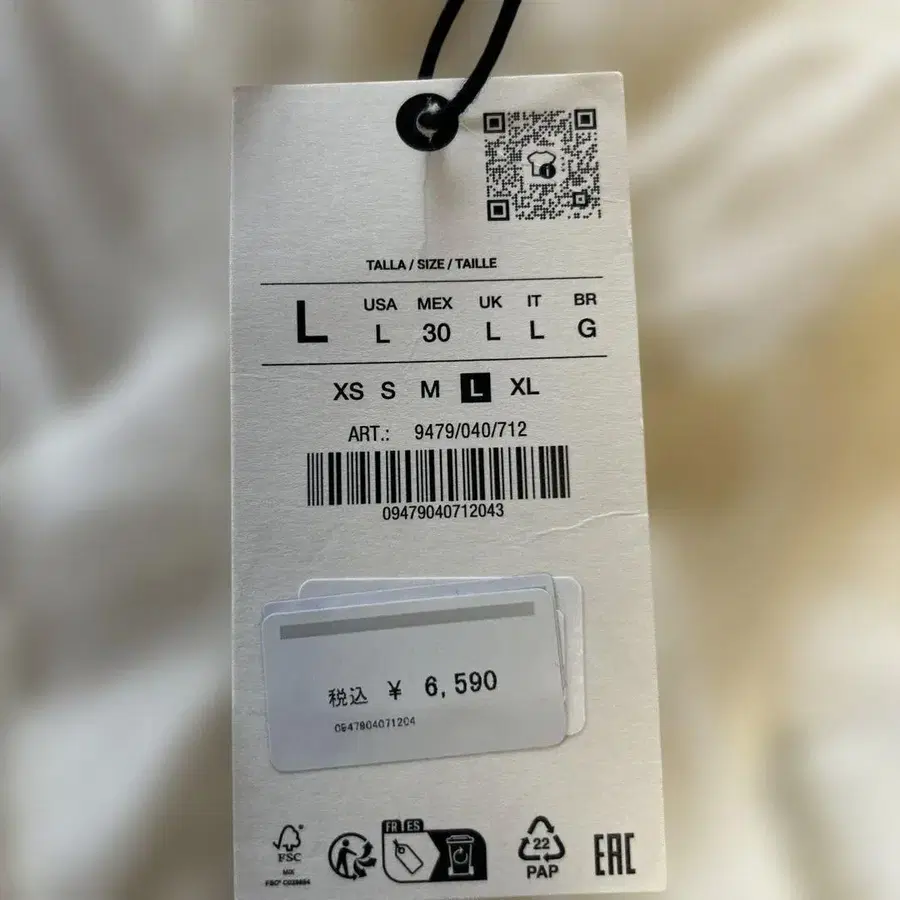 TALLA / SIZE / TAILLE
L USA MEX UK IT BR
L 30 L L G
XS S M L XL
ART.: 9479/040/712
09479040712043
税込 ¥ 6,590
0947904071204
FSC
MIX
FR ES
22
PAP
EAC